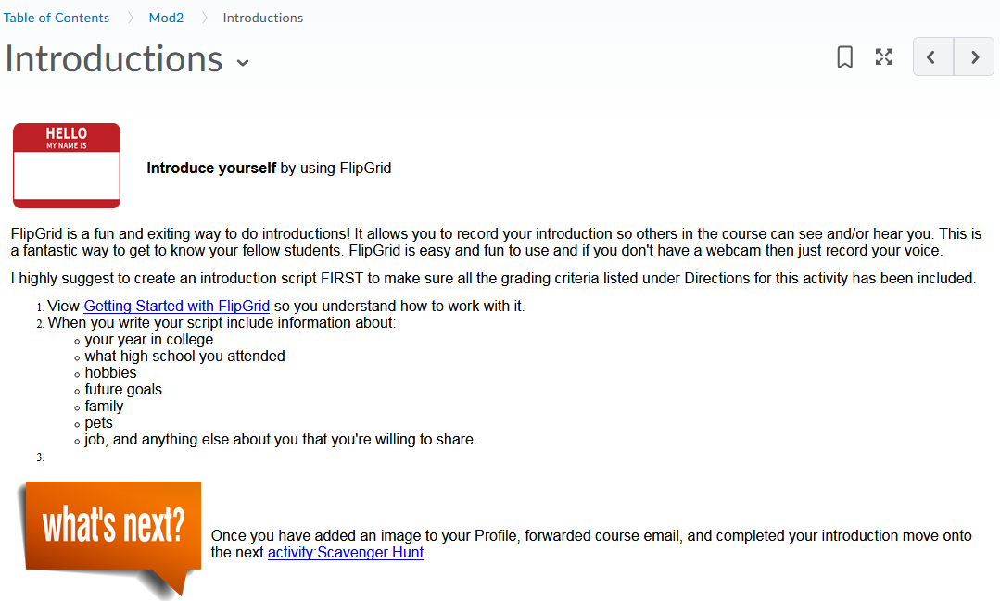 Table of Contents > Mod2 > Introductions
Introductions
HELLO
MY NAME IS
Introduce yourself by using FlipGrid
FlipGrid is a fun and exiting way to do introductions! It allows you to record your introduction so others in the course can see and/or hear you. This is
a fantastic way to get to know your fellow students. FlipGrid is easy and fun to use and if you don't have a webcam then just record your voice.
I highly suggest to create an introduction script FIRST to make sure all the grading criteria listed under Directions for this activity has been included.
1. View Getting Started with FlipGrid so you understand how to work with it.
2. When you write your script include information about:
◦ your year in college
◦ what high school you attended
◦ hobbies
◦ future goals
◦ family
◦ pets
◦ job, and anything else about you that you're willing to share.
3.
what's next?
Once you have added an image to your Profile, forwarded course email, and completed your introduction move onto
the next activity:Scavenger Hunt.